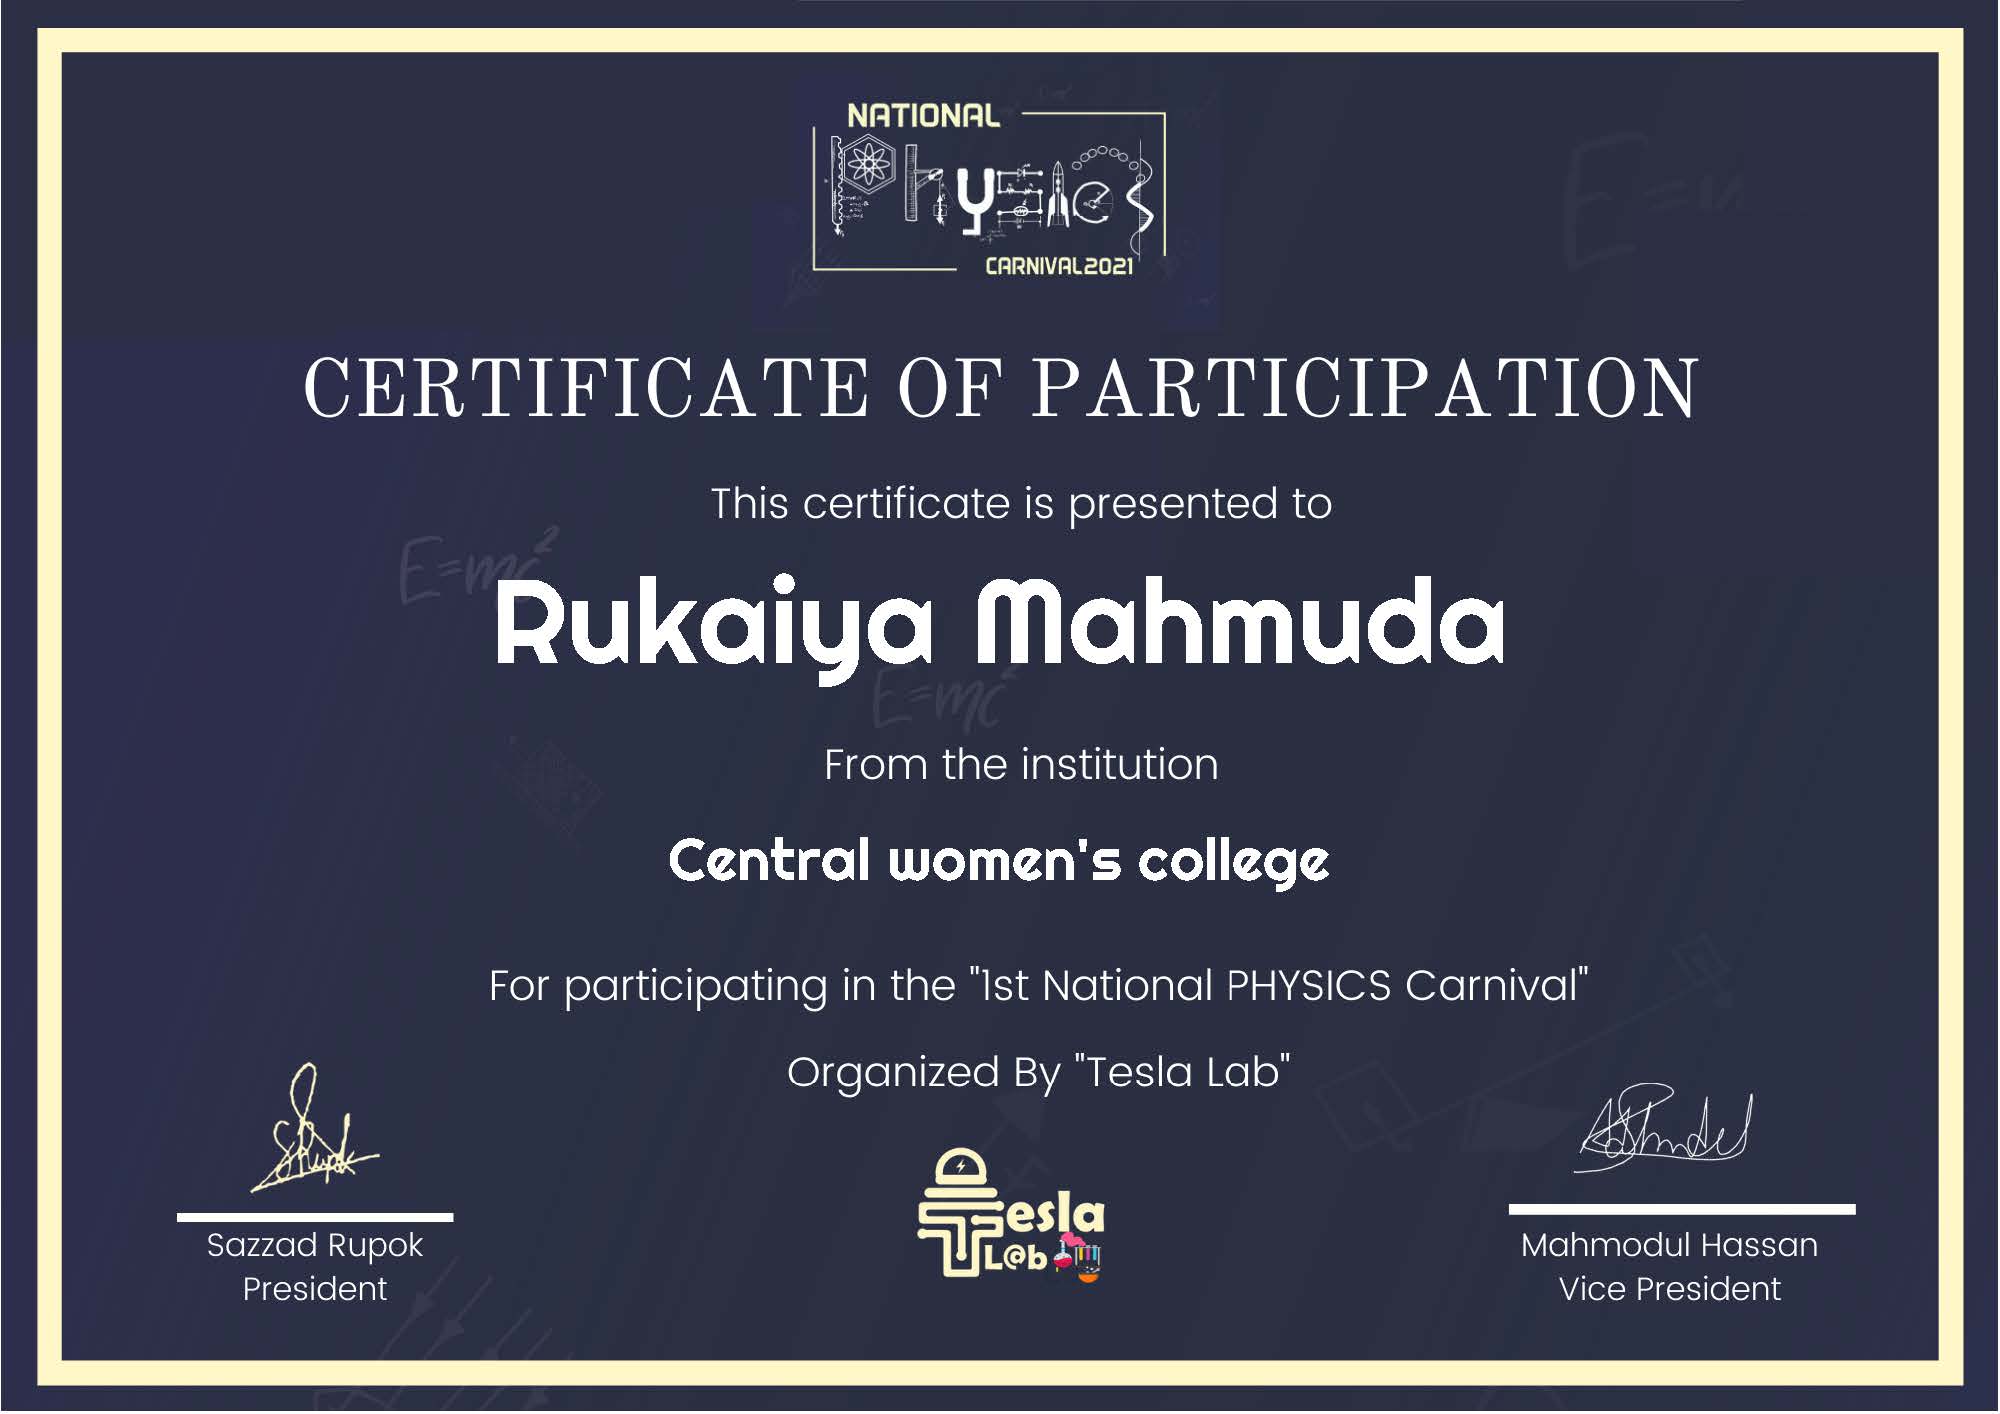 NATIONAL
Physics
CARNIVAL2021
CERTIFICATE OF PARTICIPATION
This certificate is presented to
E=mc²
Rukaiya Mahmuda
E=mc²
From the institution
Central women's college
For participating in the "1st National PHYSICS Carnival"
Organized By "Tesla Lab"
Tesla
L@b
Sazzad Rupok
President
Mahmodul Hassan
Vice President